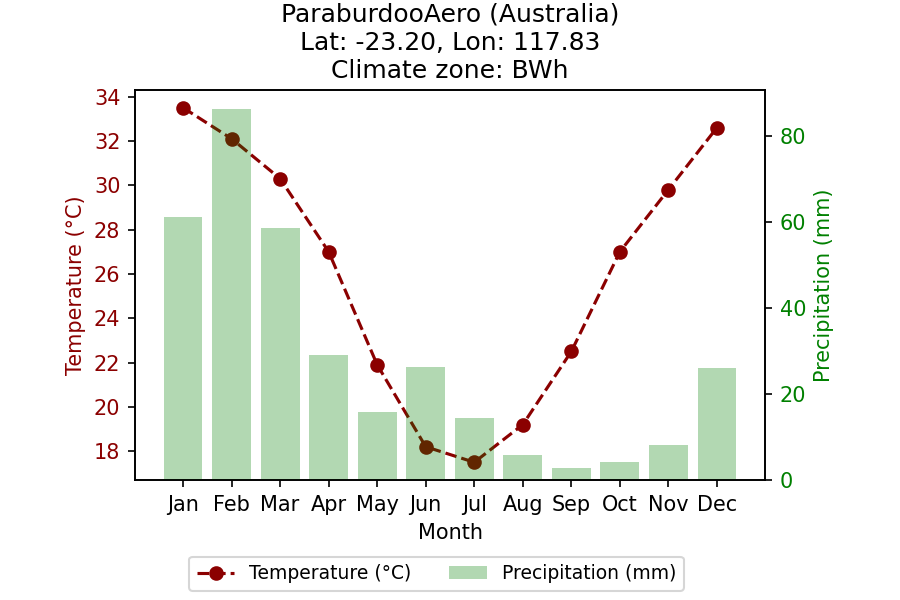 ParaburdooAero (Australia)
Lat: -23.20, Lon: 117.83
Climate zone: BWh
34
32
30
28
26
24
22
20
18
Temperature (°C)
80
60
40
20
0
Precipitation (mm)
Jan Feb Mar Apr May Jun Jul Aug Sep Oct Nov Dec
Month
Temperature (°C) Precipitation (mm)